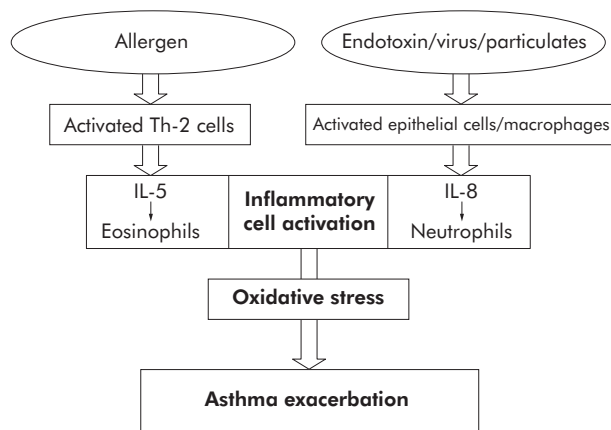 Allergen
Endotoxin/virus/particulates
Activated Th-2 cells
Activated epithelial cells/macrophages
IL-5
Eosinophils
Inflammatory
cell activation
IL-8
Neutrophils
Oxidative stress
Asthma exacerbation